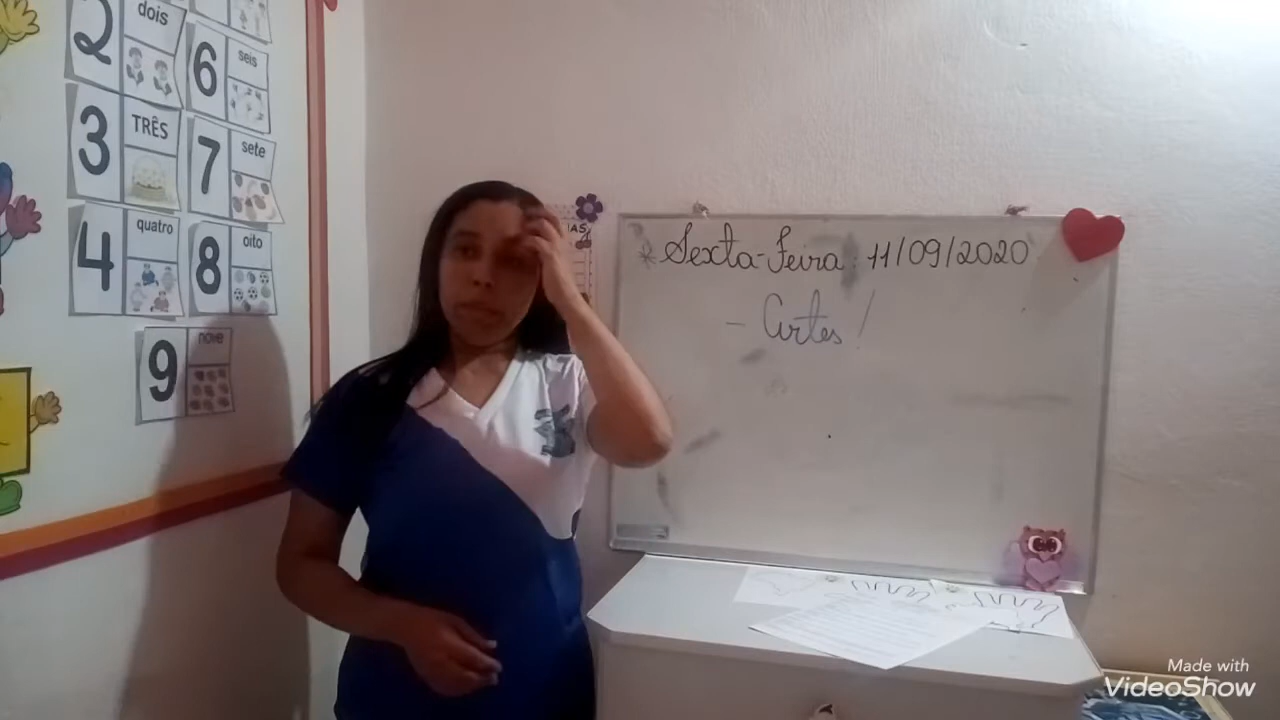 2 dois
6 seis
3 TRÊS
7 sete
4 quatro
8 oito
9 nove
IAS
* Sexta-Feira: 11/09/2020
- Artes!
Made with
VideoShow